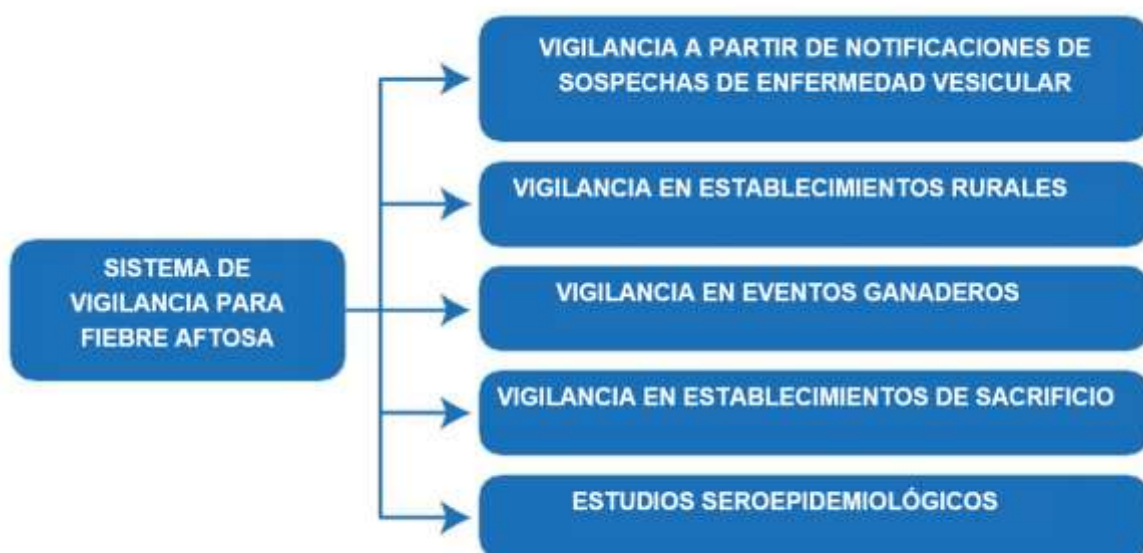 SISTEMA DE
VIGILANCIA PARA
FIEBRE AFTOSA
VIGILANCIA A PARTIR DE NOTIFICACIONES DE
SOSPECHAS DE ENFERMEDAD VESICULAR
VIGILANCIA EN ESTABLECIMIENTOS RURALES
VIGILANCIA EN EVENTOS GANADEROS
VIGILANCIA EN ESTABLECIMIENTOS DE SACRIFICIO
ESTUDIOS SEROEPIDEMIOLÓGICOS